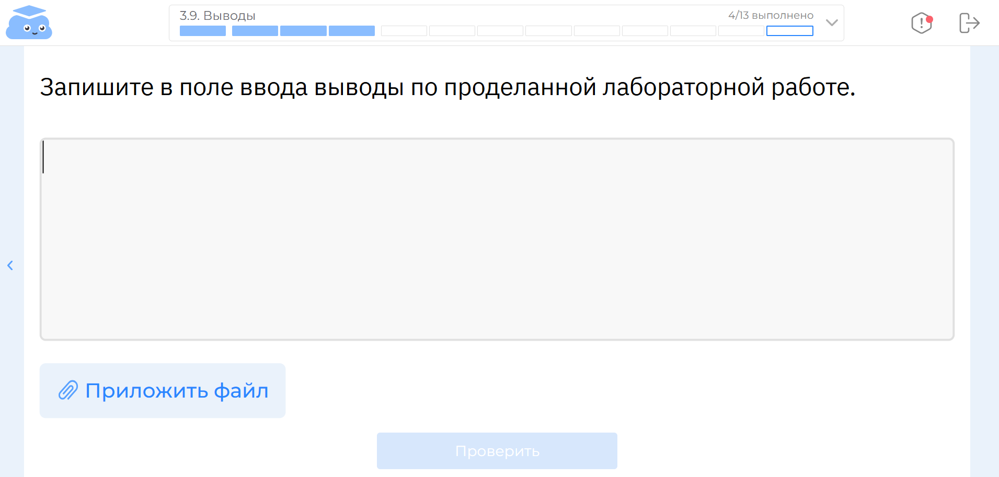 3.9. Выводы
4/13 выполнено
Запишите в поле ввода выводы по проделанной лабораторной работе.
Приложить файл
Проверить